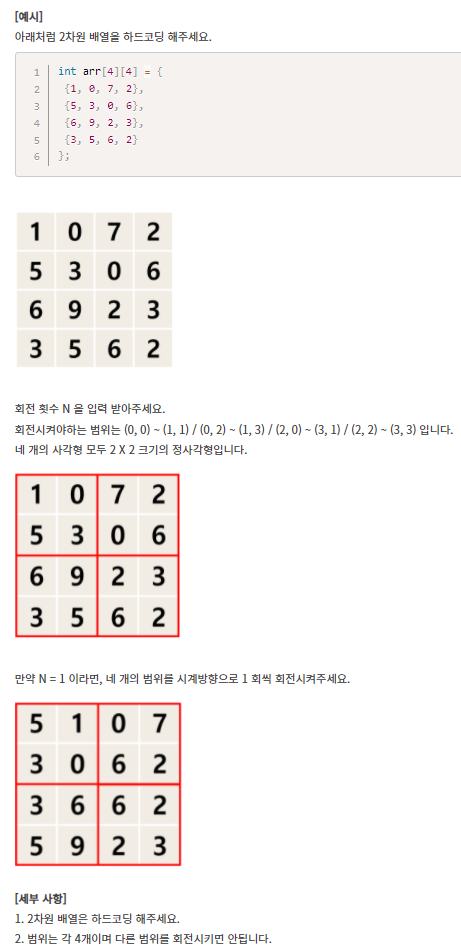 [예시]
아래처럼 2차원 배열을 하드코딩 해주세요.
1 int arr[4][4] = {
2 {1, 0, 7, 2},
3 {5, 3, 0, 6},
4 {6, 9, 2, 3},
5 {3, 5, 6, 2}
6 };
1 0 7 2
5 3 0 6
6 9 2 3
3 5 6 2
회전 횟수 N 을 입력 받아주세요.
회전시켜야하는 범위는 (0, 0) ~ (1, 1) / (0, 2) ~ (1, 3) / (2, 0) ~ (3, 1) / (2, 2) ~ (3, 3) 입니다.
네 개의 사각형 모두 2 X 2 크기의 정사각형입니다.
1 0 7 2
5 3 0 6
6 9 2 3
3 5 6 2
만약 N = 1 이라면, 네 개의 범위를 시계방향으로 1 회씩 회전시켜주세요.
5 1 0 7
3 0 6 2
3 6 6 2
5 9 2 3
[세부 사항]
1. 2차원 배열은 하드코딩 해주세요.
2. 범위는 각 4개이며 다른 범위를 회전시키면 안됩니다.